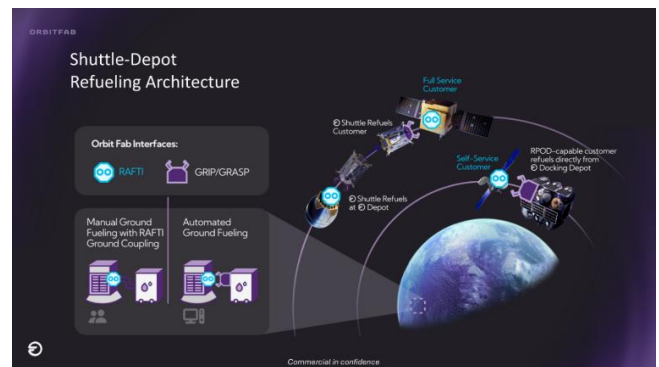 ORBITFAB
Shuttle-Depot
Refueling Architecture
Orbit Fab Interfaces:
RAFTI
GRIP/GRASP
Manual Ground
Fueling with RAFTI
Ground Coupling
Automated
Ground Fueling
Full Service
Customer
Shuttle Refuels
Customer
Shuttle Refuels
at Depot
Self-Service
Customer
RPOD-capable customer
refuels directly from
Docking Depot
Commercial in confidence